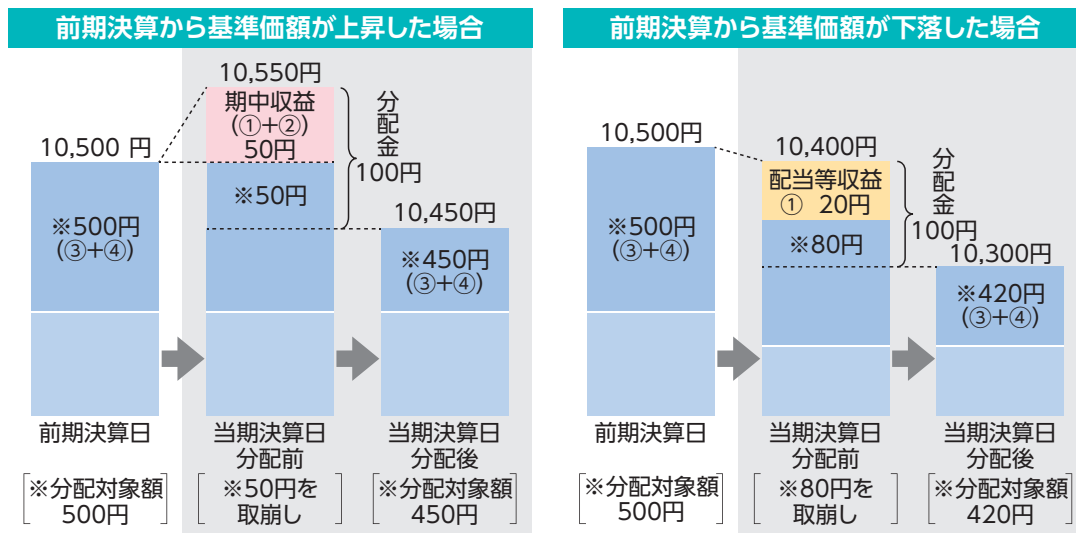 前期決算から基準価額が上昇した場合
10,550円
期中収益
(①+②)
50円
分配金
100円
10,500 円
※500円
(③+④)
※50円
10,450円
※450円
(③+④)
前期決算日
当期決算日
分配前
当期決算日
分配後
※分配対象額
500円
※50円を
取崩し
※分配対象額
450円
前期決算から基準価額が下落した場合
10,500円
※500円
(③+④)
10,400円
配当等収益
① 20円
※80円
分配金
100円
10,300円
※420円
(③+④)
前期決算日
当期決算日
分配前
当期決算日
分配後
※分配対象額
500円
※80円を
取崩し
※分配対象額
420円